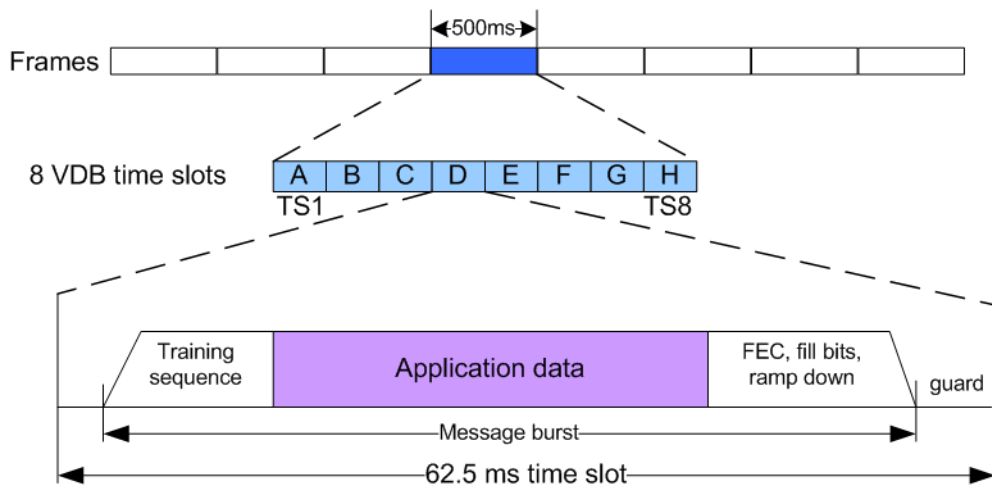 500ms
Frames
8 VDB time slots
A B C D E F G H
TS1 TS8
Training
sequence
Application data
FEC, fill bits,
ramp down
guard
Message burst
62.5 ms time slot